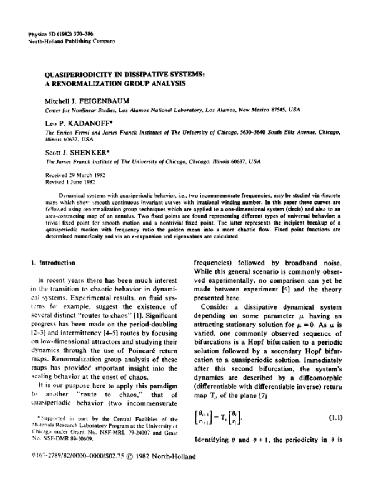 Physica 5D (1982) 370-386
North-Holland Publishing Company
QUASIPERIODICITY IN DISSIPATIVE SYSTEMS:
A RENORMALIZATION GROUP ANALYSIS
Mitchell J. FEIGENBAUM
Center for Nonlinear Studies, Los Alamos National Laboratory, Los Alamos, New Mexico 87545, USA
Leo P. KADANOFF*
The Enrico Fermi and James Franck Institutes of The University of Chicago, 5630-5640 South Ellis Avenue, Chicago,
Illinois 60637, USA
Scott J. SHENKER*
The James Franck Institute of The University of Chicago, Chicago, Illinois 60637, USA
Received 29 March 1982
Revised 1 June 1982
Dynamical systems with quasiperiodic behavior, i.e., two incommensurate frequencies, may be studied via discrete
maps which show smooth continuous invariant curves with irrational winding number. In this paper these curves are
followed using renormalization group techniques which are applied to a one-dimensional system (circle) and also to an
area-contracting map of an annulus. Two fixed points are found representing different types of universal behavior: a
trivial fixed point for smooth motion and a nontrivial fixed point. The latter represents the incipient breakup of a
quasiperiodic motion with frequency ratio the golden mean into a more chaotic flow. Fixed point functions are
determined numerically and via an ε-expansion and eigenvalues are calculated.
1. Introduction
In recent years there has been much interest
in the transition to chaotic behavior in dynami-
cal systems. Experimental results, on fluid sys-
tems for example, suggest the existence of
several distinct "routes to chaos" [1]. Significant
progress has been made on the period-doubling
[2-3] and intermittency [4-5] routes by focusing
on low-dimensional attractors and studying their
dynamics through the use of Poincaré return
maps. Renormalization group analysis of these
maps has provided important insight into the
scaling behavior at the onset of chaos.
It is our purpose here to apply this paradigm
to another "route to chaos," that of
quasiperiodic behavior (two incommensurate
*Supported in part by the Central Facilities of the
Materials Research Laboratory Program at the University of
Chicago under Grant No. NSF-MRL 79-24007 and Grant
No. NSF-DMR 80-20609.
frequencies) followed by broadband noise.
While this general scenario is commonly obser-
ved experimentally, no comparison can yet be
made between experiment [6] and the theory
presented here.
Consider a dissipative dynamical system
depending on some parameter μ having an
attracting stationary solution for μ = 0. As μ is
varied, one commonly observed sequence of
bifurcations is a Hopf bifurcation to a periodic
solution followed by a secondary Hopf bifur-
cation to a quasiperiodic solution. Immediately
after this second bifurcation, the system's
dynamics are described by a diffeomorphic
(differentiable with differentiable inverse) return
map T, of the plane [7]
(1.1)
Identifying θ and θ + 1, the periodicity in θ is
0167-2789/82/0000-0000/$02.75 © 1982 North-Holland